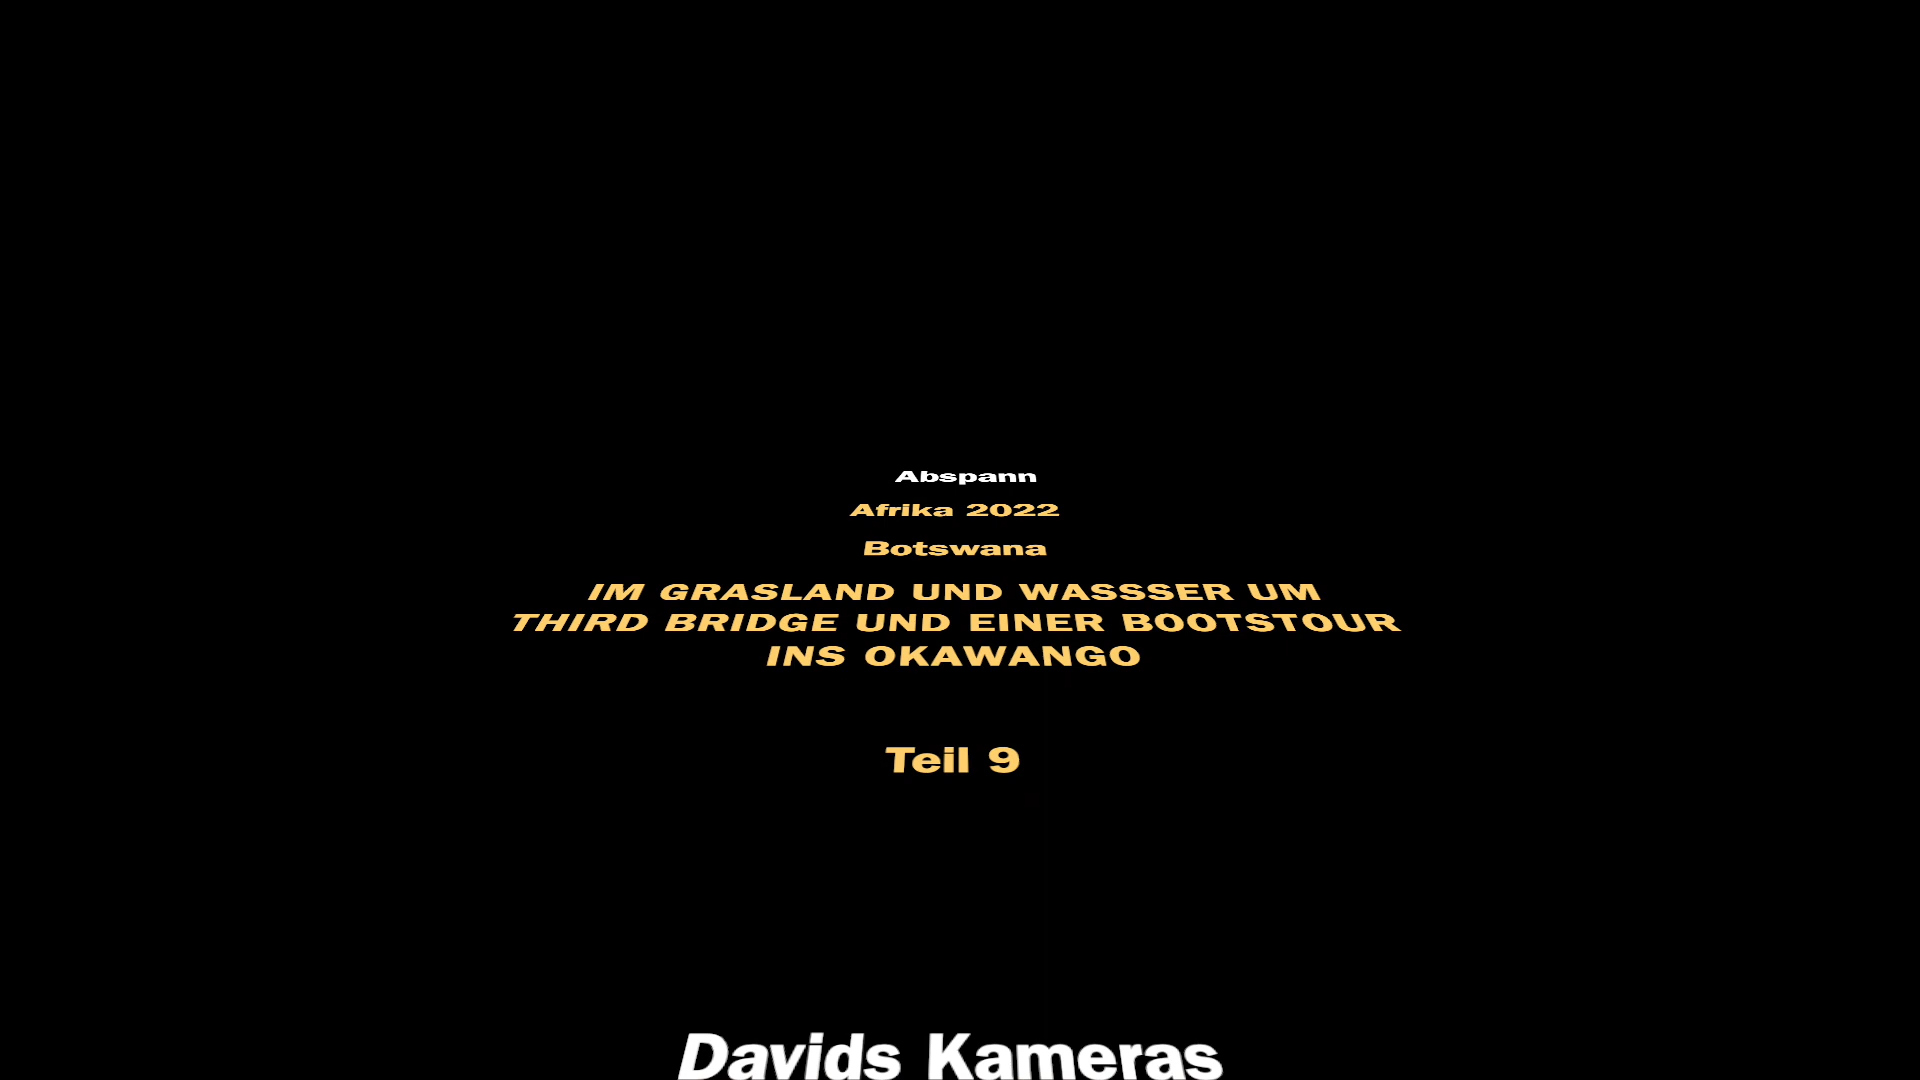 Abspann
Afrika 2022
Botswana
IM GRASLAND UND WASSSER UM
THIRD BRIDGE UND EINER BOOTSTOUR
INS OKAWANGO
Teil 9
Davids Kameras